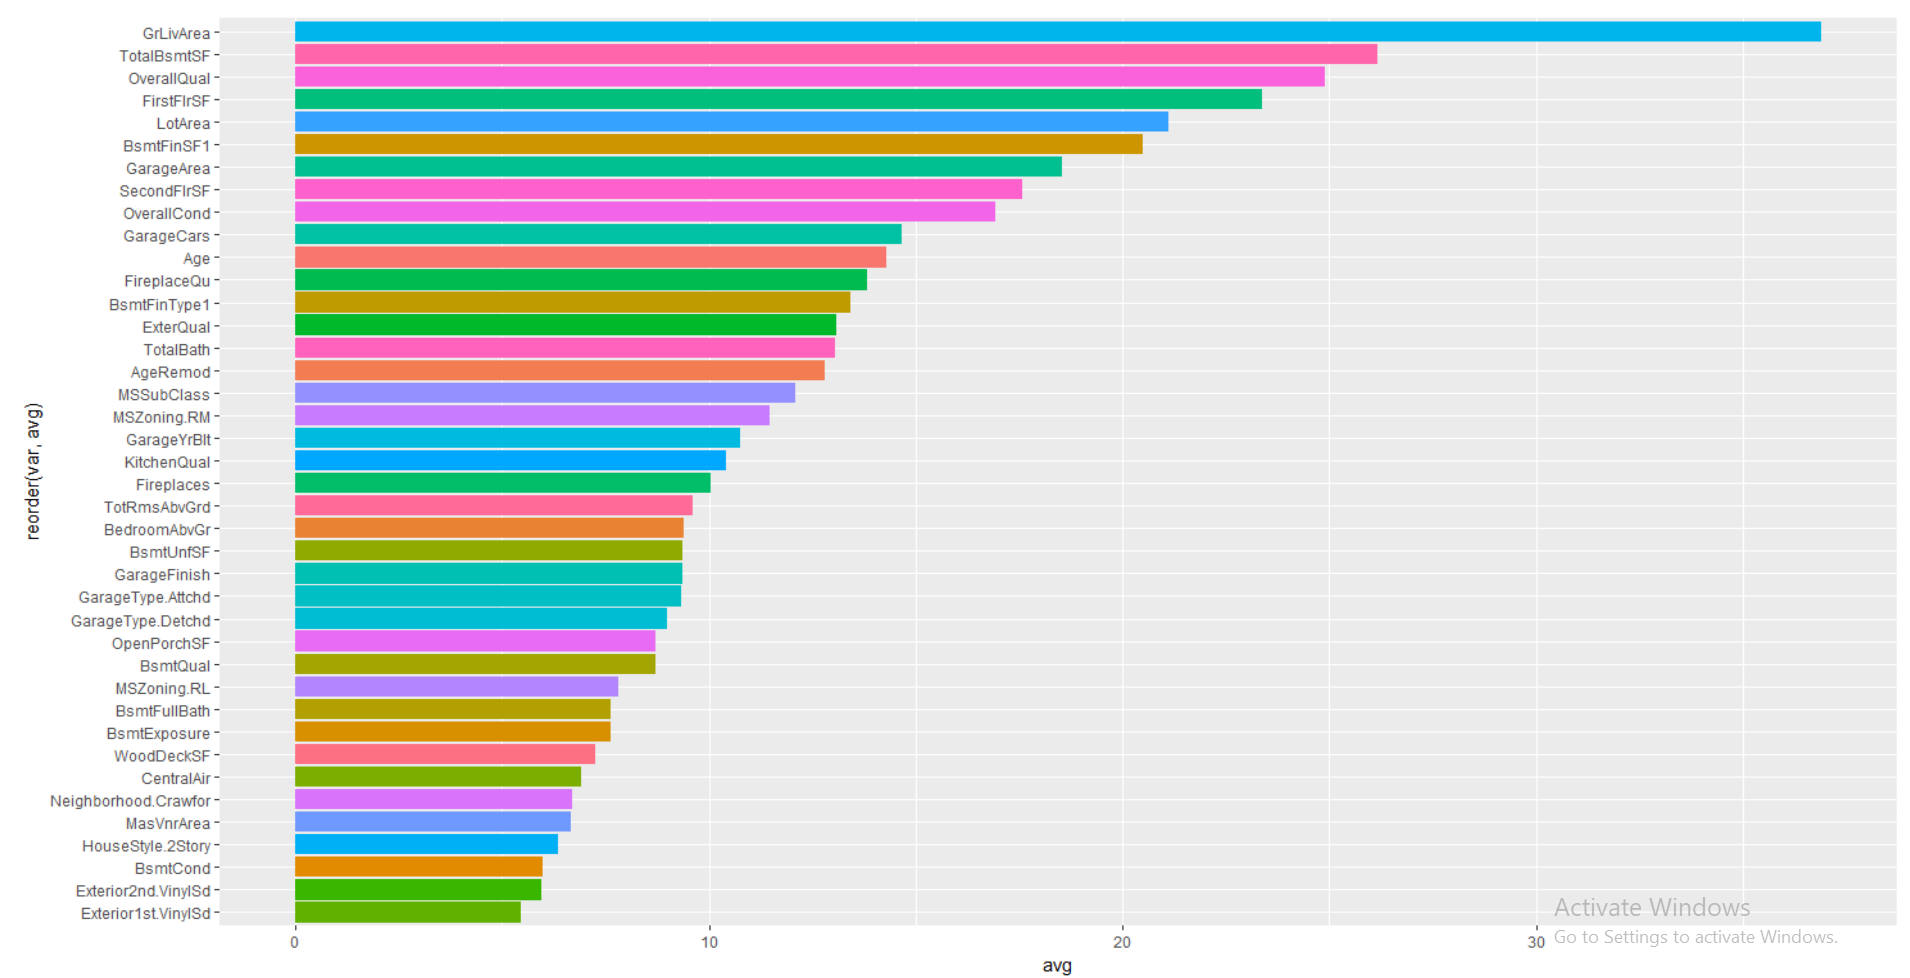 GrLivArea
TotalBsmtSF
OverallQual
FirstFlrSF
LotArea
BsmtFinSF1
GarageArea
SecondFlrSF
OverallCond
GarageCars
Age
FireplaceQu
BsmtFinType1
ExterQual
TotalBath
AgeRemod
MSSubClass
MSZoning.RM
GarageYrBlt
KitchenQual
Fireplaces
TotRmsAbvGrd
BedroomAbvGr
BsmtUnfSF
GarageFinish
GarageType.Attchd
GarageType.Detchd
OpenPorchSF
BsmtQual
MSZoning.RL
BsmtFullBath
BsmtExposure
WoodDeckSF
CentralAir
Neighborhood.Crawfor
MasVnrArea
HouseStyle.2Story
BsmtCond
Exterior2nd.VinylSd
Exterior1st.VinylSd
reorder(var, avg)
0 10 20 30
avg
Activate Windows
Go to Settings to activate Windows.